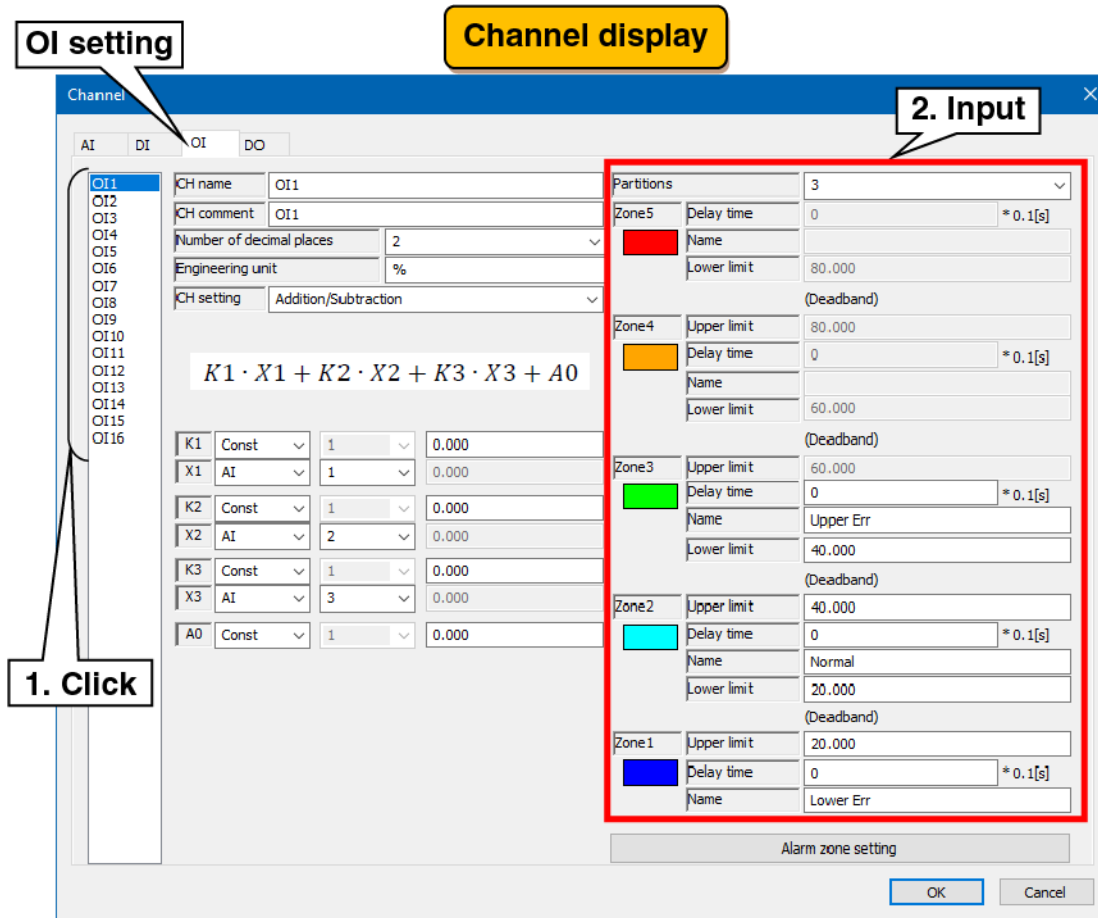 Channel display
OI setting
Channel
2. Input
AI DI OI DO
OI1
OI2
OI3
OI4
OI5
OI6
OI7
OI8
OI9
OI10
OI11
OI12
OI13
OI14
OI15
OI16
1. Click
CH name OI1
CH comment OI1
Number of decimal places 2
Engineering unit %
CH setting Addition/Subtraction
K1 · X1 + K2 · X2 + K3 · X3 + A0
K1 Const 1 0.000
X1 AI 1 0.000
K2 Const 1 0.000
X2 AI 2 0.000
K3 Const 1 0.000
X3 AI 3 0.000
A0 Const 1 0.000
Partitions 3
Zone5 Delay time 0 * 0.1[s]
Name
Lower limit 80.000
(Deadband)
Zone4 Upper limit 80.000
Delay time 0 * 0.1[s]
Name
Lower limit 60.000
(Deadband)
Zone3 Upper limit 60.000
Delay time 0 * 0.1[s]
Name Upper Err
Lower limit 40.000
(Deadband)
Zone2 Upper limit 40.000
Delay time 0 * 0.1[s]
Name Normal
Lower limit 20.000
(Deadband)
Zone1 Upper limit 20.000
Delay time 0 * 0.1[s]
Name Lower Err
Alarm zone setting
OK Cancel